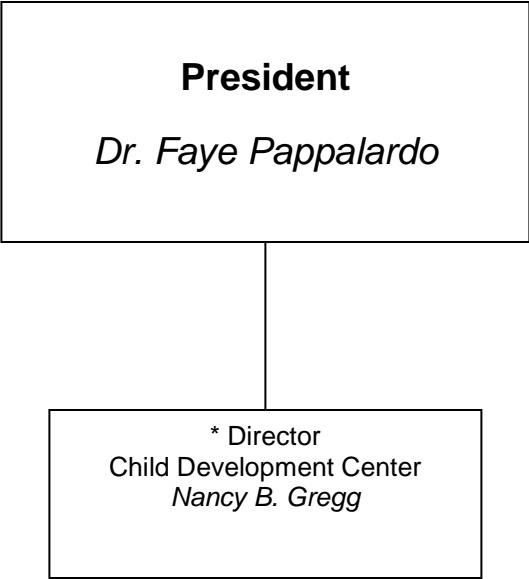 President
Dr. Faye Pappalardo
* Director
Child Development Center
Nancy B. Gregg